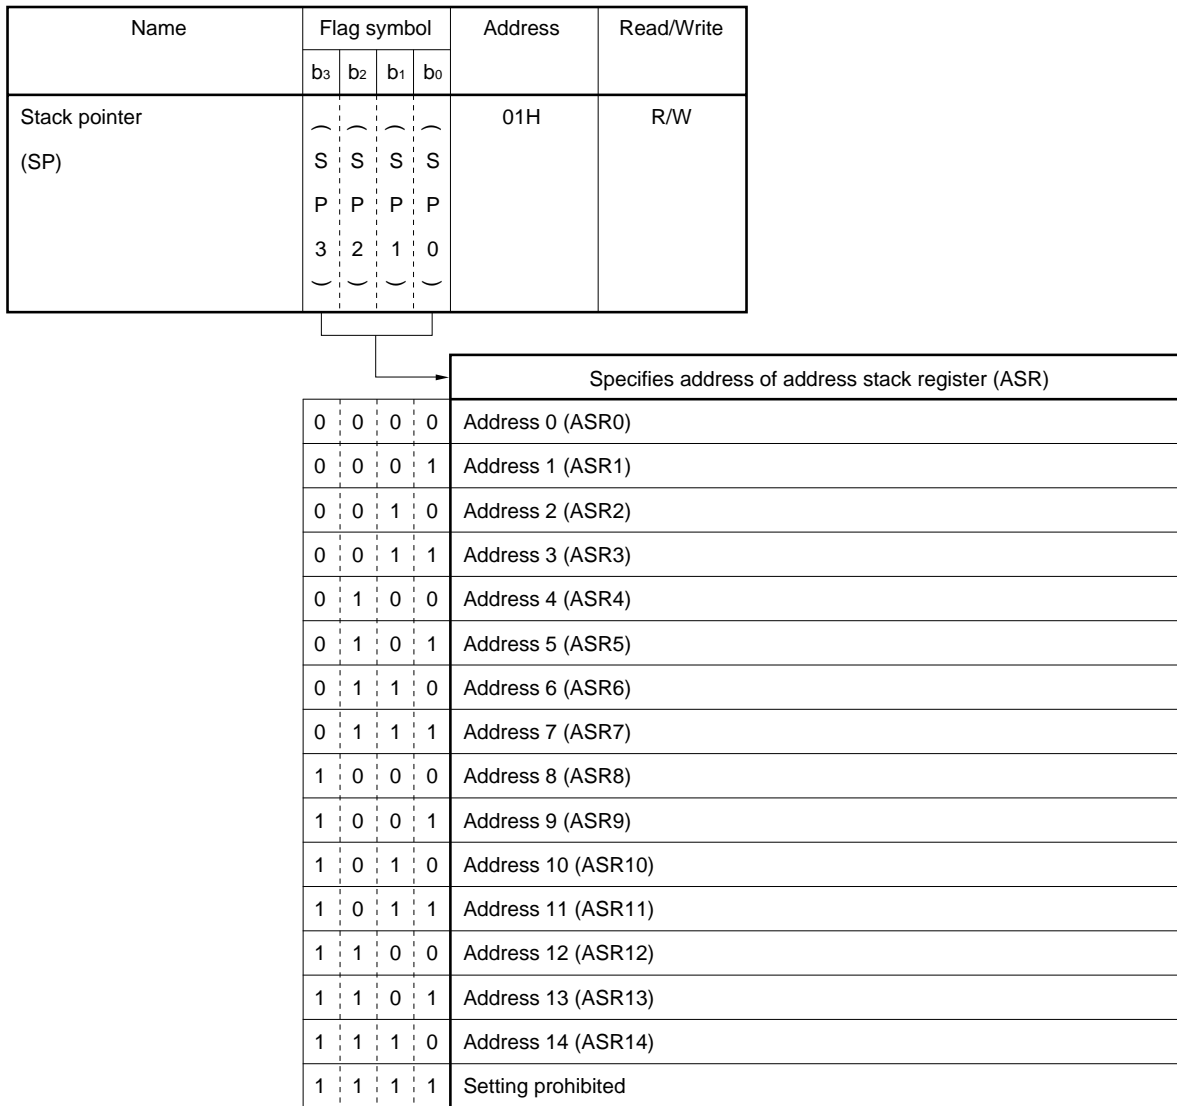 Name Flag symbol Address Read/Write
b3 b2 b1 b0
Stack pointer 01H R/W
( ( ( (
(SP) S S S S
P P P P
3 2 1 0
) ) ) )
Specifies address of address stack register (ASR)
0 0 0 0 Address 0 (ASR0)
0 0 0 1 Address 1 (ASR1)
0 0 1 0 Address 2 (ASR2)
0 0 1 1 Address 3 (ASR3)
0 1 0 0 Address 4 (ASR4)
0 1 0 1 Address 5 (ASR5)
0 1 1 0 Address 6 (ASR6)
0 1 1 1 Address 7 (ASR7)
1 0 0 0 Address 8 (ASR8)
1 0 0 1 Address 9 (ASR9)
1 0 1 0 Address 10 (ASR10)
1 0 1 1 Address 11 (ASR11)
1 1 0 0 Address 12 (ASR12)
1 1 0 1 Address 13 (ASR13)
1 1 1 0 Address 14 (ASR14)
1 1 1 1 Setting prohibited